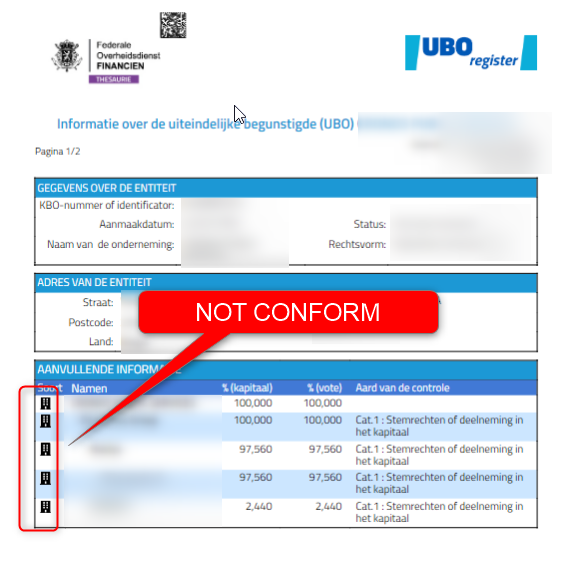 Federale
Overheidsdienst
FINANCIEN
THESAURIE
UBO
register
Informatie over de uiteindelijke begunstigde (UBO)
Pagina 1/2
GEGEVENS OVER DE ENTITEIT
KBO-nummer of identificator:
Aanmaakdatum: Status:
Naam van de onderneming: Rechtsvorm:
ADRES VAN DE ENTITEIT
Straat:
NOT CONFORM
Postcode:
Land:
AANVULLENDE
Soort Namen % (kapitaal) % (vote) Aard van de controle
100,000 100,000
100,000 100,000 Cat.1 : Stemrechten of deelneming in
het kapitaal
97,560 97,560 Cat.1 : Stemrechten of deelneming in
het kapitaal
97,560 97,560 Cat.1 : Stemrechten of deelneming in
het kapitaal
2,440 2,440 Cat.1 : Stemrechten of deelneming in
het kapitaal